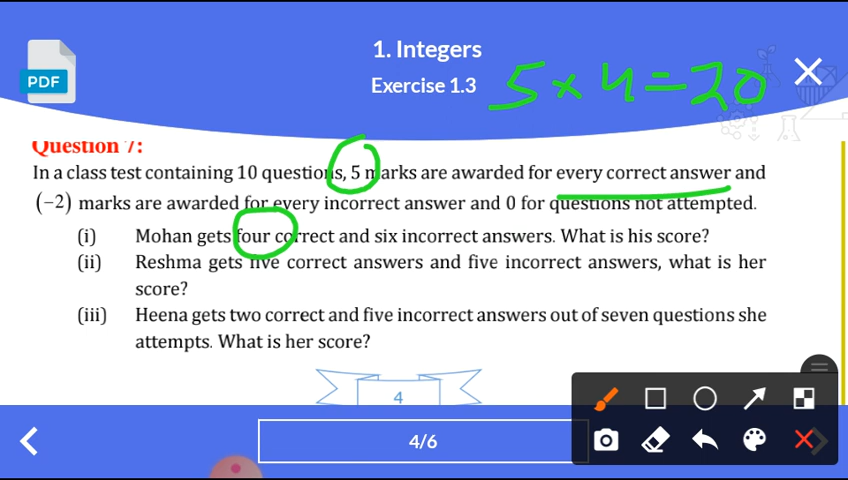 1. Integers
PDF
Exercise 1.3
5 × 4 = 20
Question 7:
In a class test containing 10 questions, 5 marks are awarded for every correct answer and
(−2) marks are awarded for every incorrect answer and 0 for questions not attempted.
(i) Mohan gets four correct and six incorrect answers. What is his score?
(ii) Reshma gets five correct answers and five incorrect answers, what is her
score?
(iii) Heena gets two correct and five incorrect answers out of seven questions she
attempts. What is her score?
4
4/6